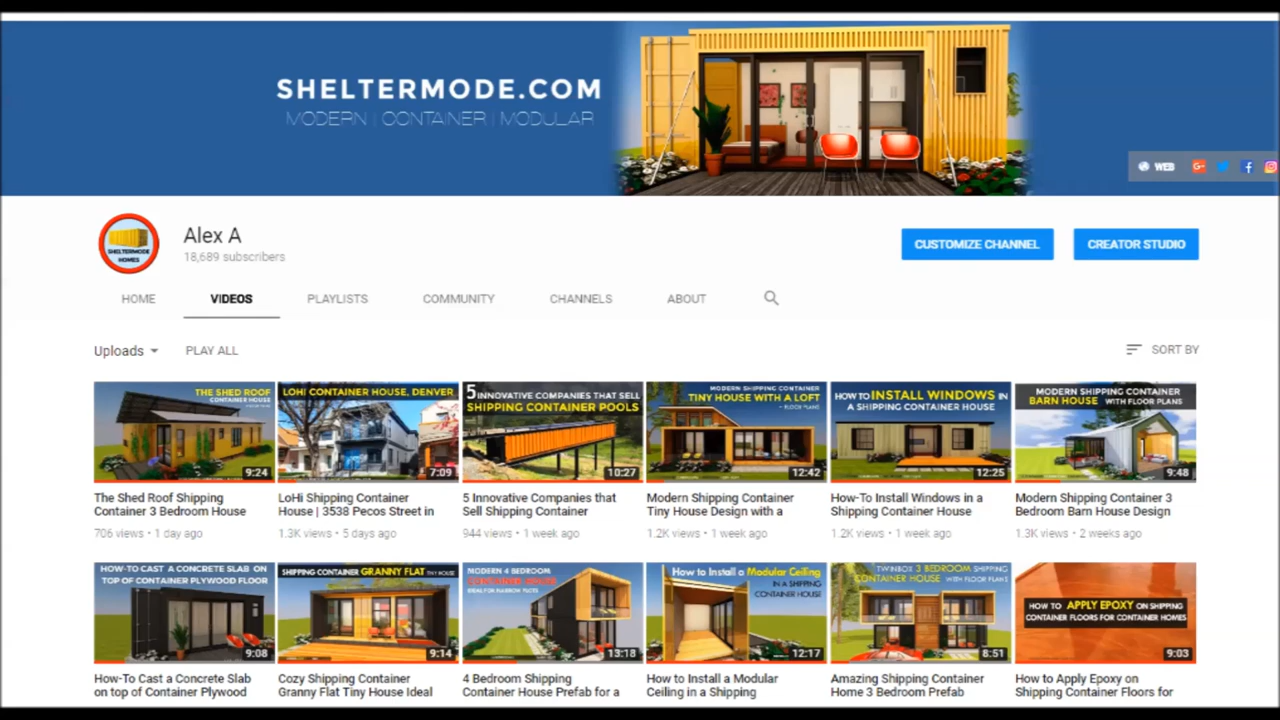 SHELTERMODE.COM
MODERN | CONTAINER | MODULAR
WEB
SHELTERMODE
HOMES
Alex A
18,689 subscribers
CUSTOMIZE CHANNEL
CREATOR STUDIO
HOME
VIDEOS
PLAYLISTS
COMMUNITY
CHANNELS
ABOUT
Uploads
PLAY ALL
SORT BY
THE SHED ROOF
CONTAINER HOUSE
9:24
LOHI CONTAINER HOUSE, DENVER
7:09
5 INNOVATIVE COMPANIES THAT SELL
SHIPPING CONTAINER POOLS
10:27
MODERN SHIPPING CONTAINER
TINY HOUSE WITH A LOFT
+ FLOOR PLANS
12:42
HOW TO INSTALL WINDOWS IN
A SHIPPING CONTAINER HOUSE
12:25
MODERN SHIPPING CONTAINER
BARN HOUSE WITH FLOOR PLANS
9:48
The Shed Roof Shipping
Container 3 Bedroom House
706 views • 1 day ago
LoHi Shipping Container
House | 3538 Pecos Street in
1.3K views • 5 days ago
5 Innovative Companies that
Sell Shipping Container
944 views • 1 week ago
Modern Shipping Container
Tiny House Design with a
1.2K views • 1 week ago
How-To Install Windows in a
Shipping Container House
1.2K views • 1 week ago
Modern Shipping Container 3
Bedroom Barn House Design
1.3K views • 2 weeks ago
HOW-TO CAST A CONCRETE SLAB ON
TOP OF CONTAINER PLYWOOD FLOOR
9:08
SHIPPING CONTAINER GRANNY FLAT TINY HOUSE
9:14
MODERN 4 BEDROOM
CONTAINER HOUSE
IDEAL FOR NARROW PLOTS
13:18
How to Install a Modular Ceiling
IN A SHIPPING
CONTAINER HOUSE
12:17
TWINBOX 3 BEDROOM SHIPPING
CONTAINER HOUSE WITH FLOOR PLANS
8:51
HOW TO APPLY EPOXY ON SHIPPING
CONTAINER FLOORS FOR CONTAINER HOMES
9:03
How-To Cast a Concrete Slab
on top of Container Plywood
Cozy Shipping Container
Granny Flat Tiny House Ideal
4 Bedroom Shipping
Container House Prefab for a
How to Install a Modular
Ceiling in a Shipping
Amazing Shipping Container
Home 3 Bedroom Prefab
How to Apply Epoxy on
Shipping Container Floors for